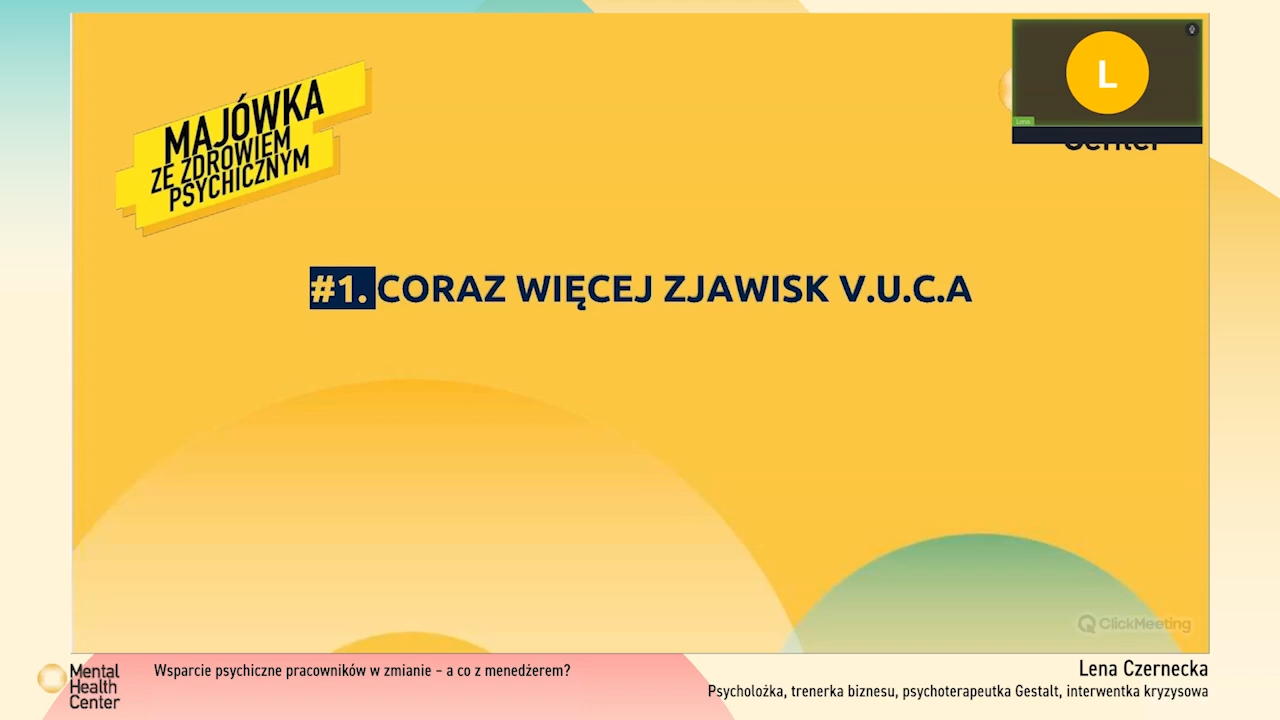 MAJÓWKA
ZE ZDROWIEM
PSYCHICZNYM
L
Lena
Center
#1. CORAZ WIĘCEJ ZJAWISK V.U.C.A
ClickMeeting
Mental
Health
Center
Wsparcie psychiczne pracowników w zmianie – a co z menedżerem?
Lena Czernecka
Psycholożka, trenerka biznesu, psychoterapeutka Gestalt, interwentka kryzysowa